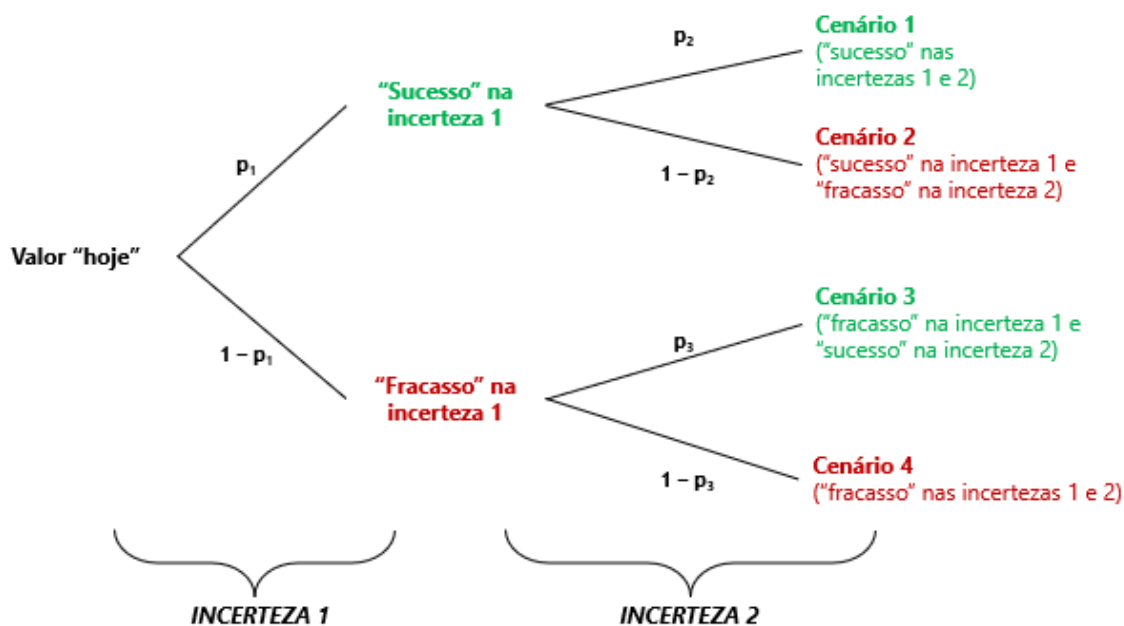 Cenário 1
("sucesso" nas
incertezas 1 e 2)
p₂
"Sucesso" na
incerteza 1
Cenário 2
("sucesso" na incerteza 1 e
"fracasso" na incerteza 2)
1 – p₂
p₁
Valor "hoje"
Cenário 3
("fracasso" na incerteza 1 e
"sucesso" na incerteza 2)
p₃
1 – p₁
"Fracasso" na
incerteza 1
Cenário 4
("fracasso" nas incertezas 1 e 2)
1 – p₃
INCERTEZA 1
INCERTEZA 2